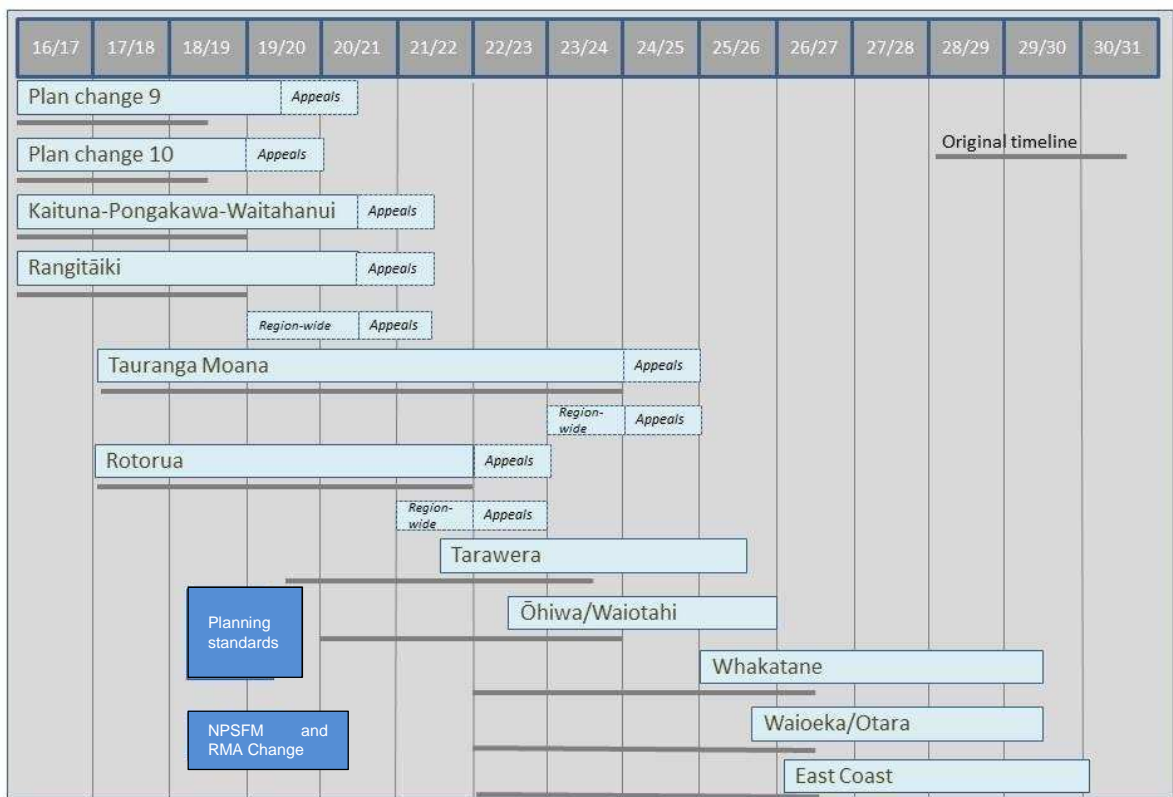 16/17 17/18 18/19 19/20 20/21 21/22 22/23 23/24 24/25 25/26 26/27 27/28 28/29 29/30 30/31
Plan change 9 Appeals
Original timeline
Plan change 10 Appeals
Kaituna-Pongakawa-Waitahanui Appeals
Rangitāiki Appeals
Region-wide Appeals
Tauranga Moana Appeals
Region-
wide Appeals
Rotorua Appeals
Region-
wide Appeals
Tarawera
Planning
standards
Ōhiwa/Waiotahi
Whakatane
NPSFM and
RMA Change
Waioeka/Otara
East Coast